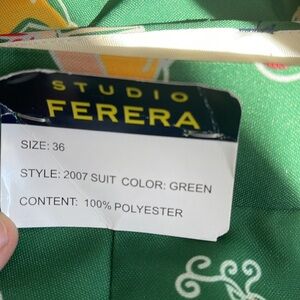 STUDIO
FERERA
SIZE: 36
STYLE: 2007 SUIT COLOR: GREEN
CONTENT: 100% POLYESTER